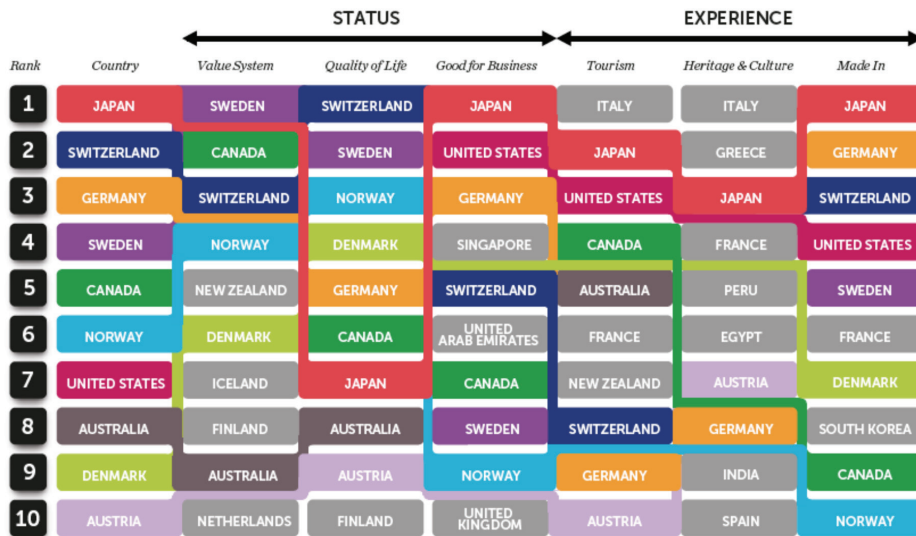 STATUS EXPERIENCE
Rank Country Value System Quality of Life Good for Business Tourism Heritage & Culture Made In
1 JAPAN SWEDEN SWITZERLAND JAPAN ITALY ITALY JAPAN
2 SWITZERLAND CANADA SWEDEN UNITED STATES JAPAN GREECE GERMANY
3 GERMANY SWITZERLAND NORWAY GERMANY UNITED STATES JAPAN SWITZERLAND
4 SWEDEN NORWAY DENMARK SINGAPORE CANADA FRANCE UNITED STATES
5 CANADA NEW ZEALAND GERMANY SWITZERLAND AUSTRALIA PERU SWEDEN
6 NORWAY DENMARK CANADA UNITED ARAB EMIRATES FRANCE EGYPT FRANCE
7 UNITED STATES ICELAND JAPAN CANADA NEW ZEALAND AUSTRIA DENMARK
8 AUSTRALIA FINLAND AUSTRALIA SWEDEN SWITZERLAND GERMANY SOUTH KOREA
9 DENMARK AUSTRALIA AUSTRIA NORWAY GERMANY INDIA CANADA
10 AUSTRIA NETHERLANDS FINLAND UNITED KINGDOM AUSTRIA SPAIN NORWAY